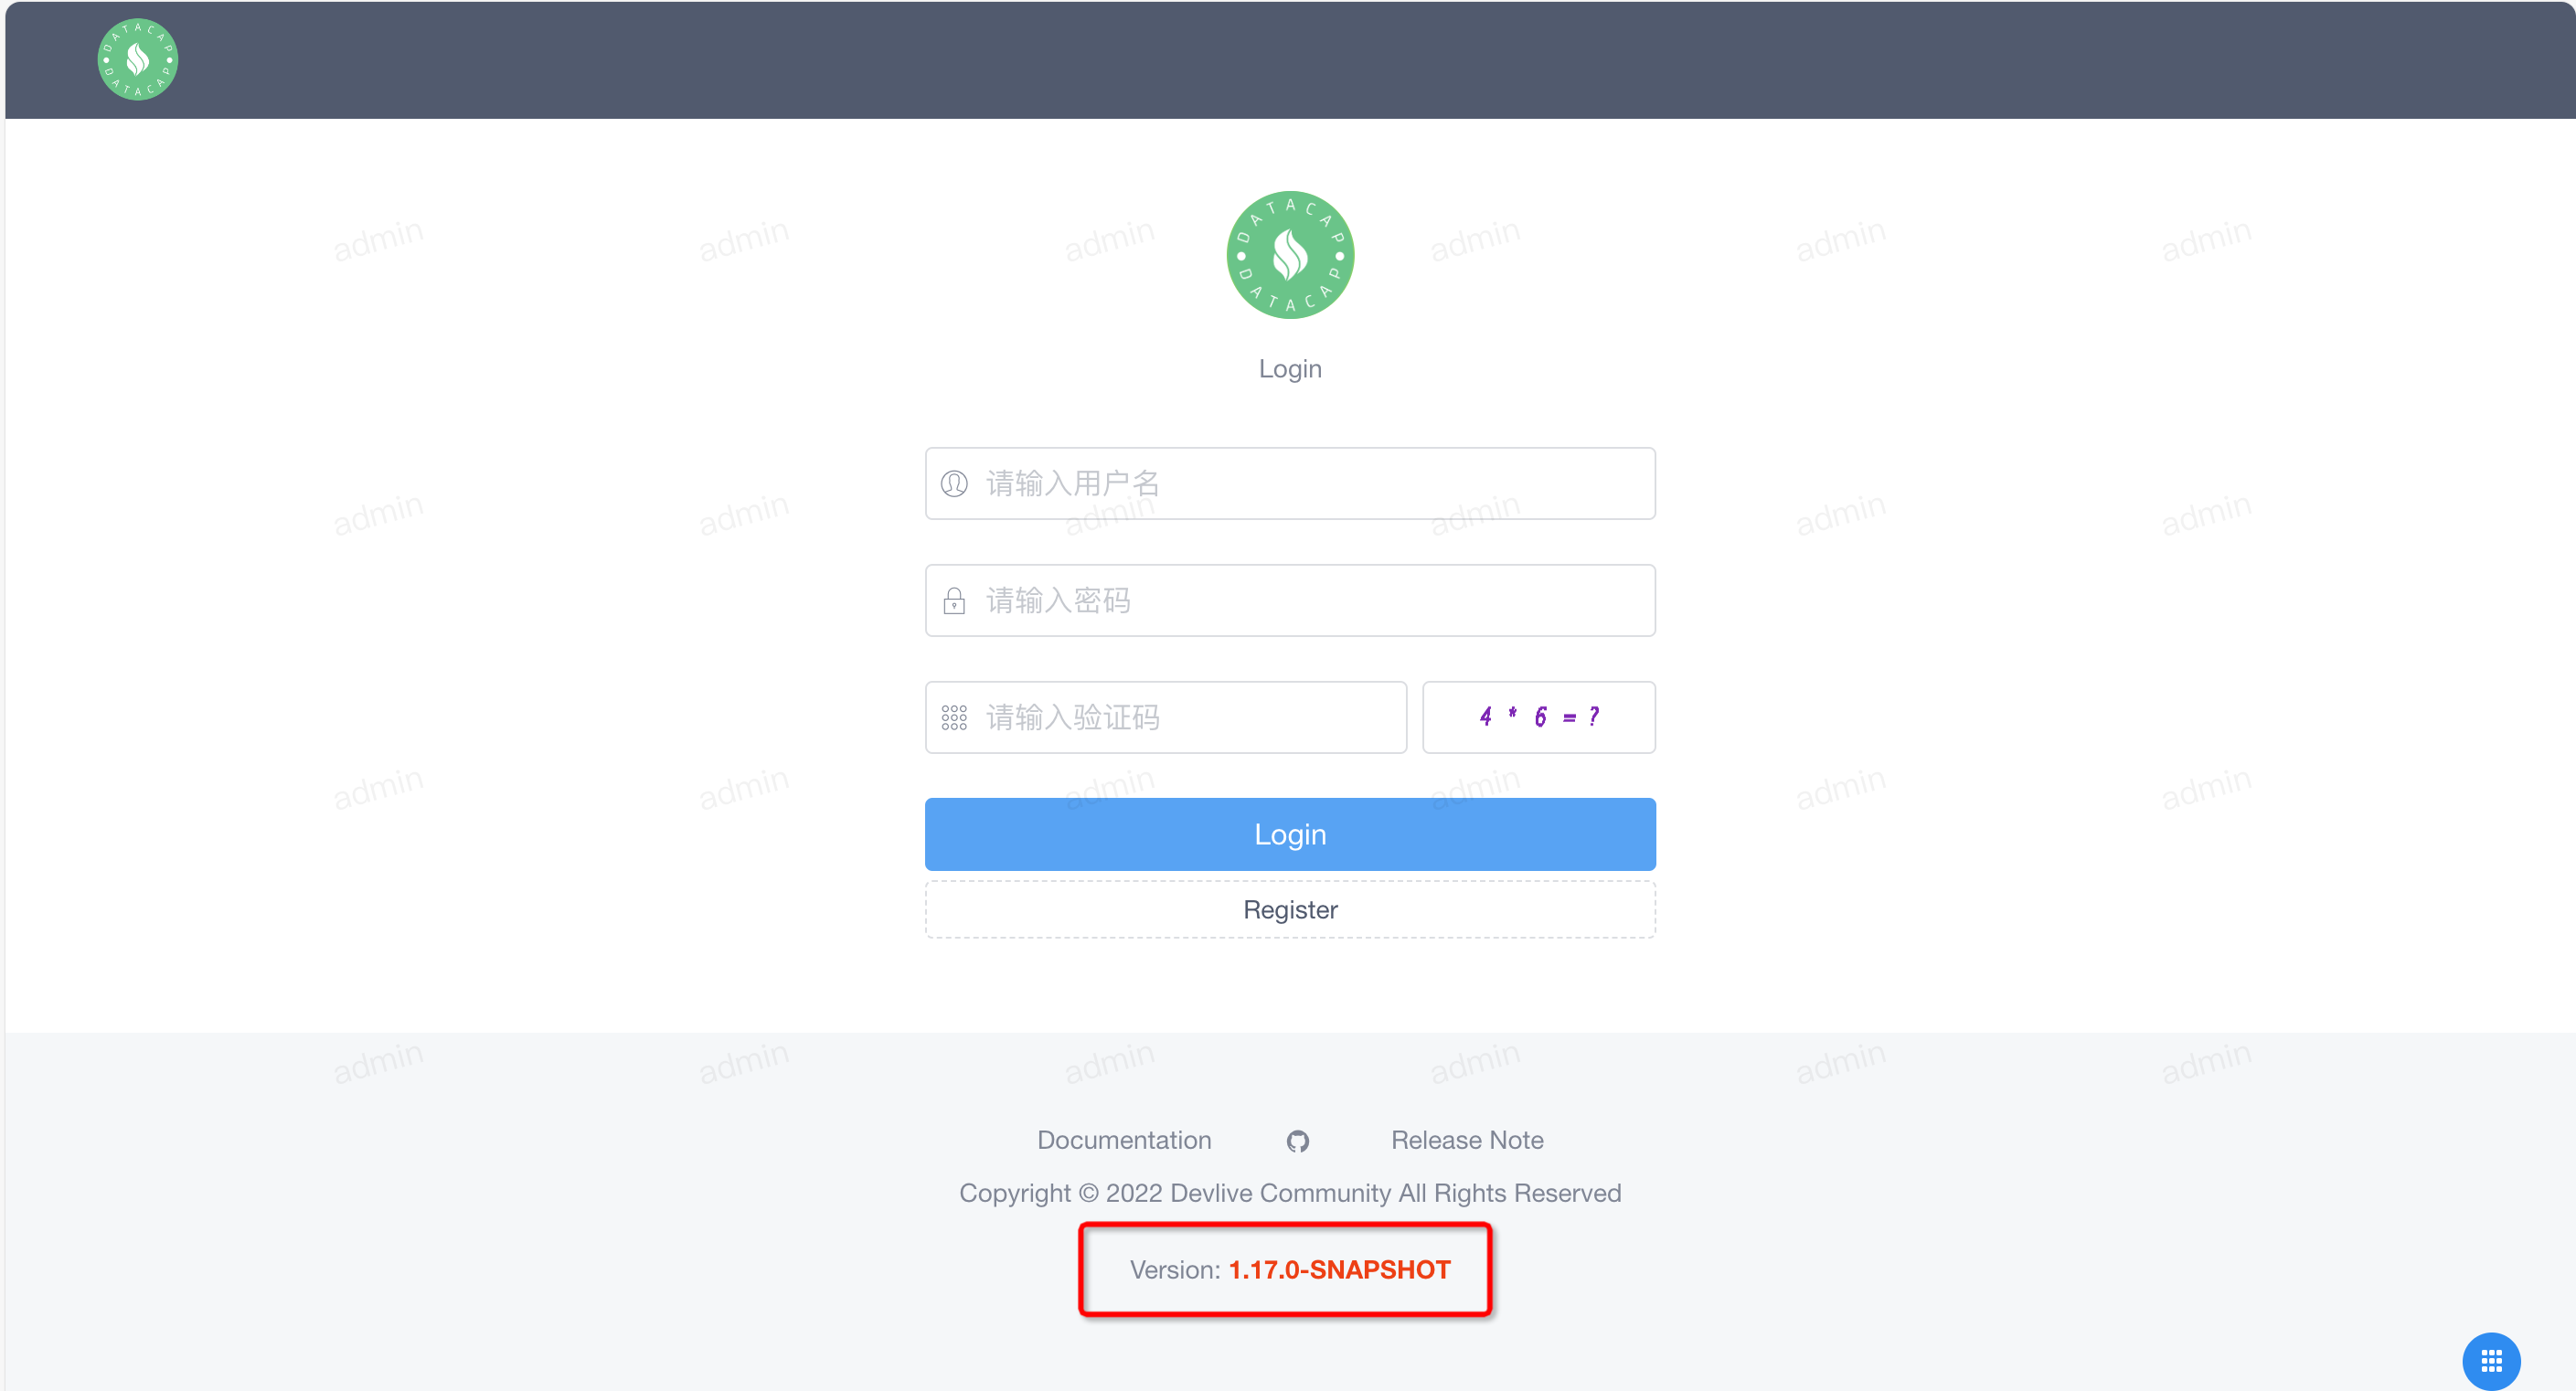 DATACAP
DATACAP
DATACAP
DATACAP
admin admin admin admin admin admin
Login
请输入用户名
admin admin admin admin admin admin
请输入密码
请输入验证码 4 * 6 = ?
admin admin admin admin admin admin
Login
Register
admin admin admin admin admin admin
Documentation Release Note
Copyright © 2022 Devlive Community All Rights Reserved
Version: 1.17.0-SNAPSHOT